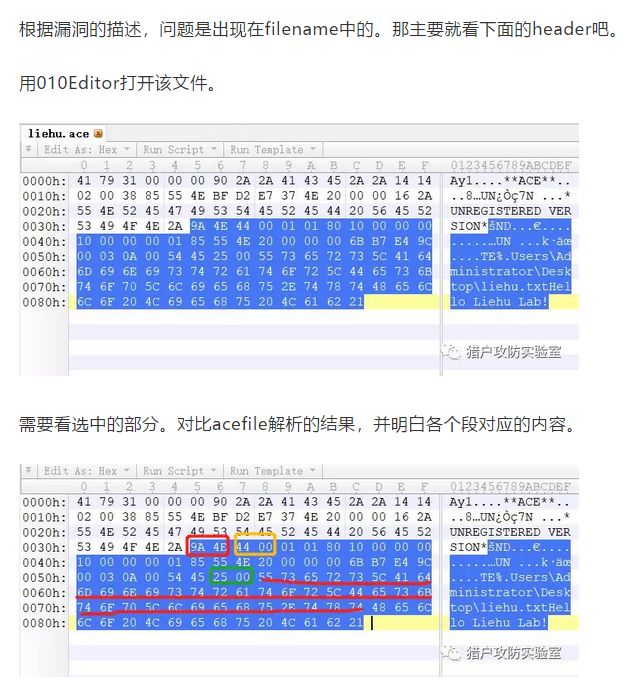 根据漏洞的描述，问题是出现在filename中的。那主要就看下面的header吧。
用010Editor打开该文件。
liehu.ace
Edit As: Hex Run Script Run Template
0 1 2 3 4 5 6 7 8 9 A B C D E F 0123456789ABCDEF
0000h: 41 79 31 00 00 00 90 2A 2A 41 43 45 2A 2A 14 14 Ay1....**ACE**..
0010h: 02 00 38 85 55 4E BF D2 E7 37 4E 20 00 00 16 2A ..8…UN¿Òç7N ...*
0020h: 55 4E 52 45 47 49 53 54 45 52 45 44 20 56 45 52 UNREGISTERED VER
0030h: 53 49 4F 4E 2A 9A 4E 44 00 01 01 80 10 00 00 00 SION*šND...€....
0040h: 10 00 00 00 01 85 55 4E 20 00 00 00 6B B7 E4 9C .....…UN ...k·äœ
0050h: 00 03 0A 00 54 45 25 00 55 73 65 72 73 5C 41 64 ....TE%.Users\Ad
0060h: 6D 69 6E 69 73 74 72 61 74 6F 72 5C 44 65 73 6B ministrator\Desk
0070h: 74 6F 70 5C 6C 69 65 68 75 2E 74 78 74 48 65 6C top\liehu.txtHel
0080h: 6C 6F 20 4C 69 65 68 75 20 4C 61 62 21 lo Liehu Lab!
猎户攻防实验室
需要看选中的部分。对比acefile解析的结果，并明白各个段对应的内容。
Edit As: Hex Run Script Run Template
0 1 2 3 4 5 6 7 8 9 A B C D E F 0123456789ABCDEF
0000h: 41 79 31 00 00 00 90 2A 2A 41 43 45 2A 2A 14 14 Ay1....**ACE**..
0010h: 02 00 38 85 55 4E BF D2 E7 37 4E 20 00 00 16 2A ..8…UN¿Òç7N ...*
0020h: 55 4E 52 45 47 49 53 54 45 52 45 44 20 56 45 52 UNREGISTERED VER
0030h: 53 49 4F 4E 2A 9A 4E 44 00 01 01 80 10 00 00 00 SION*šND...€....
0040h: 10 00 00 00 01 85 55 4E 20 00 00 00 6B B7 E4 9C .....…UN ...k·äœ
0050h: 00 03 0A 00 54 45 25 00 55 73 65 72 73 5C 41 64 ....TE%.Users\Ad
0060h: 6D 69 6E 69 73 74 72 61 74 6F 72 5C 44 65 73 6B ministrator\Desk
0070h: 74 6F 70 5C 6C 69 65 68 75 2E 74 78 74 48 65 6C top\liehu.txtHel
0080h: 6C 6F 20 4C 69 65 68 75 20 4C 61 62 21 lo Liehu Lab!
猎户攻防实验室